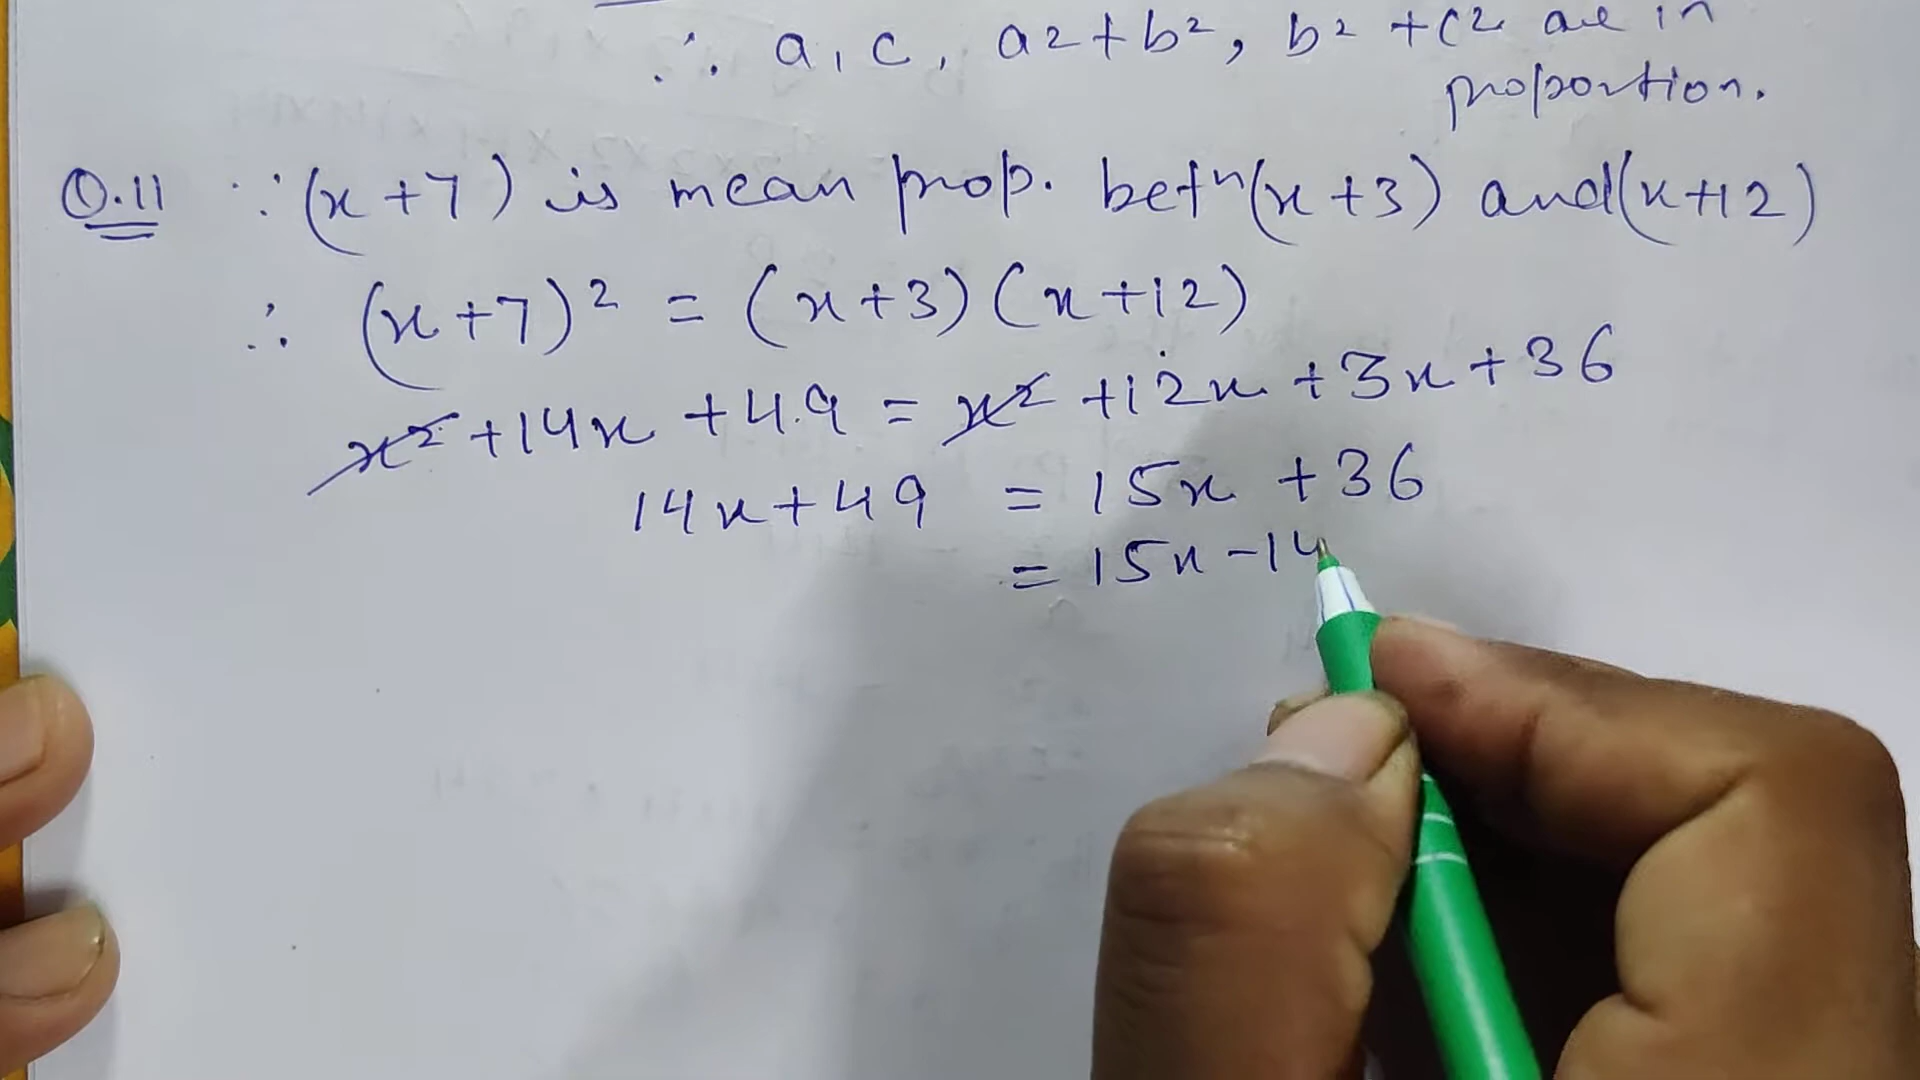 ∴ a, c, a2+b², b² +c2 are in
proportion.
Q.11 ∵ (x+7) is mean prop. betn (x+3) and (x+12)
∴ (x+7)² = (x+3) (x+12)
x² +14x +49 = x² +12x +3x +36
14x+49 = 15x +36
= 15x -14